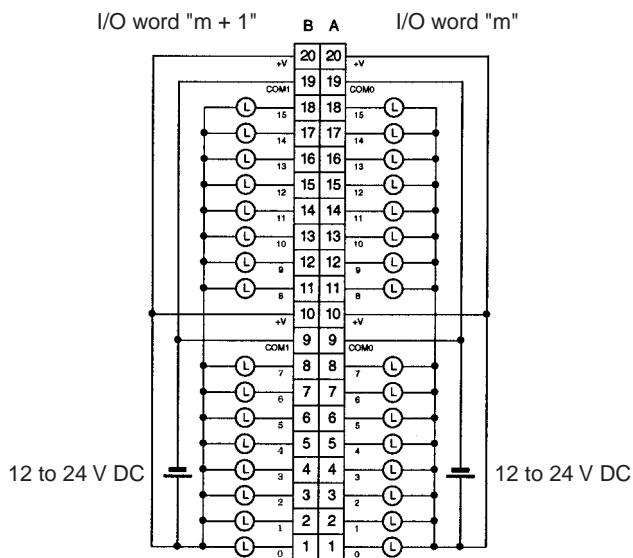 I/O word "m + 1" B A I/O word "m"
20 20
+V +V
19 19
COM1 COM0
L 18 18 L
15 15
L 17 17 L
14 14
L 16 16 L
13 13
L 15 15 L
12 12
L 14 14 L
11 11
L 13 13 L
10 10
L 12 12 L
9 9
L 11 11 L
8 8
10 10
+V +V
9 9
COM1 COM0
L 8 8 L
7 7
L 7 7 L
6 6
L 6 6 L
5 5
L 5 5 L
4 4
12 to 24 V DC L 4 4 L 12 to 24 V DC
3 3
L 3 3 L
2 2
L 2 2 L
1 1
L 1 1 L
0 0